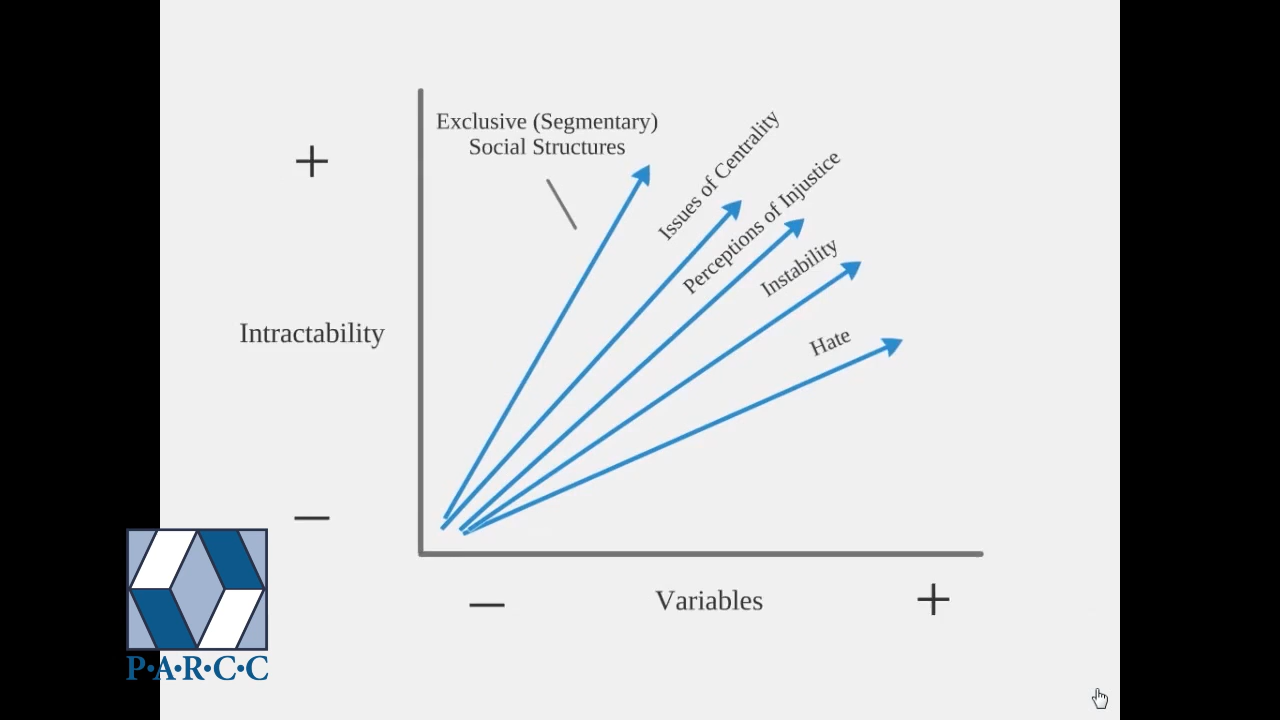 Exclusive (Segmentary)
Social Structures
Issues of Centrality
Perceptions of Injustice
Instability
Hate
+
Intractability
−
− Variables +
P·A·R·C·C